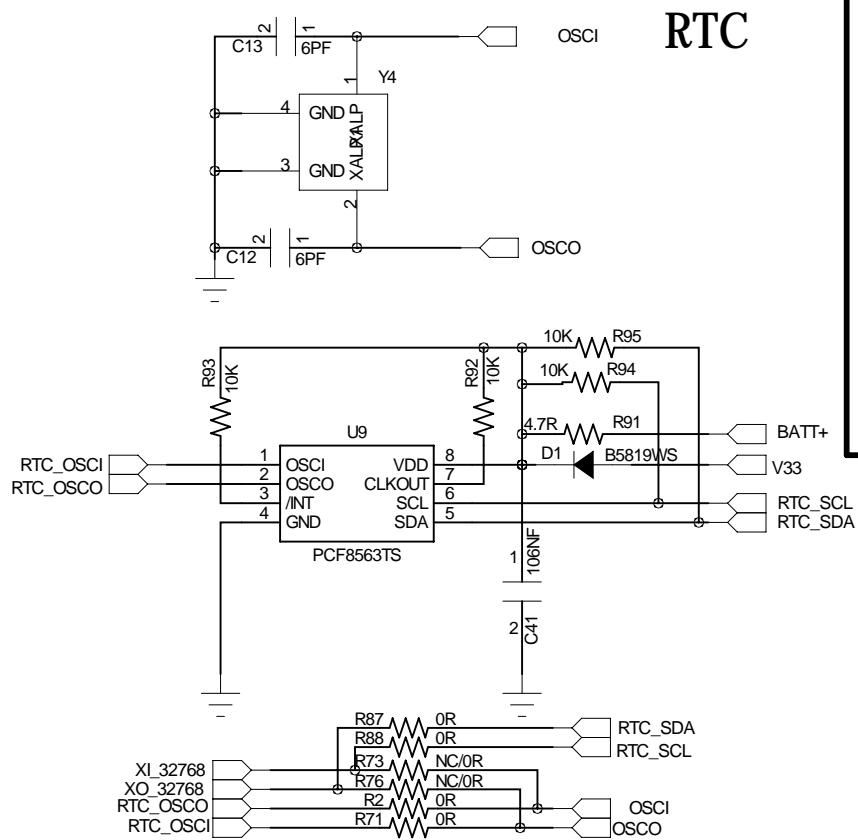 RTC
C13 2 1 6PF OSCI
1 Y4
4 GND XALP
3 GND XALP1
2
C12 2 1 6PF OSCO
R93 10K R92 10K 10K R95
10K R94
4.7R R91 BATT+
U9
RTC_OSCI 1 OSCI VDD 8 D1 B5819WS V33
RTC_OSCO 2 OSCO CLKOUT 7
3 /INT SCL 6 RTC_SCL
4 GND SDA 5 RTC_SDA
PCF8563TS
1 106NF
2 C41
R87 0R RTC_SDA
R88 0R RTC_SCL
XI_32768 R73 NC/0R
XO_32768 R76 NC/0R
RTC_OSCO R2 0R OSCI
RTC_OSCI R71 0R OSCO